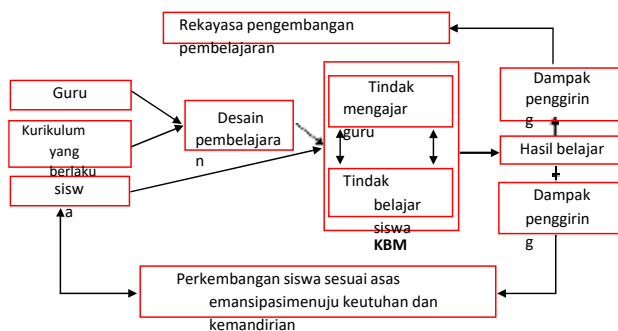 Rekayasa pengembangan
pembelajaran
Guru
Kurikulum
yang
berlaku
sisw
a
Desain
pembelajara
n
Tindak
mengajar
guru
Tindak
belajar
siswa
KBM
Dampak
penggirin
g
Hasil belajar
Dampak
penggirin
g
Perkembangan siswa sesuai asas
emansipasimenuju keutuhan dan
kemandirian